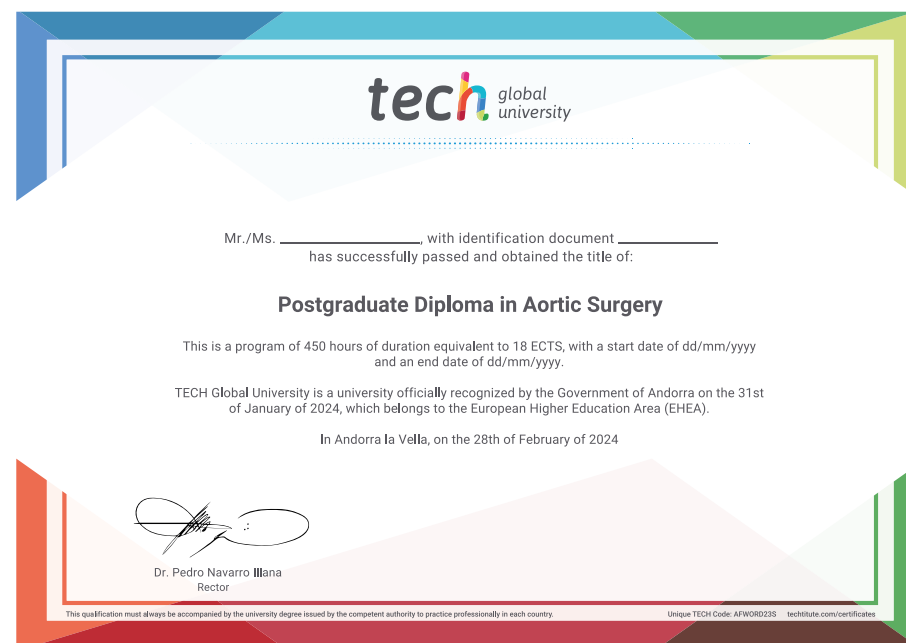 tech global
university
Mr./Ms. ____________, with identification document ____________
has successfully passed and obtained the title of:
Postgraduate Diploma in Aortic Surgery
This is a program of 450 hours of duration equivalent to 18 ECTS, with a start date of dd/mm/yyyy
and an end date of dd/mm/yyyy.
TECH Global University is a university officially recognized by the Government of Andorra on the 31st
of January of 2024, which belongs to the European Higher Education Area (EHEA).
In Andorra la Vella, on the 28th of February of 2024
Dr. Pedro Navarro Illana
Rector
This qualification must always be accompanied by the university degree issued by the competent authority to practice professionally in each country. Unique TECH Code: AFWORD23S techtitute.com/certificates